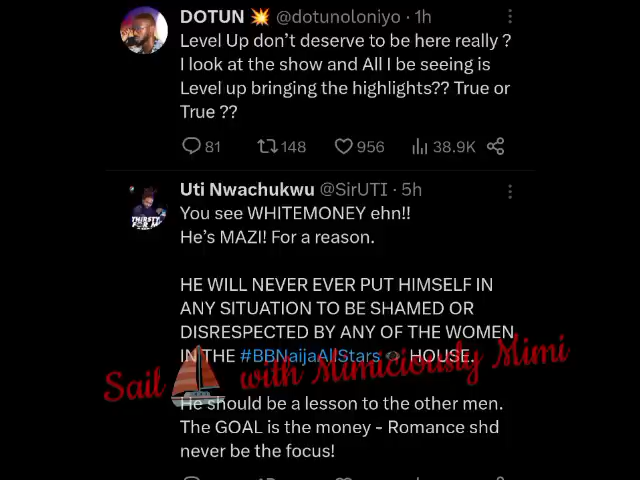 DOTUN 💥 @dotunoloniyo · 1h
Level Up don't deserve to be here really ?
I look at the show and All I be seeing is
Level up bringing the highlights?? True or
True ??
81 148 956 38.9K
Uti Nwachukwu @SirUTI · 5h
You see WHITEMONEY ehn!!
He's MAZI! For a reason.
HE WILL NEVER EVER PUT HIMSELF IN
ANY SITUATION TO BE SHAMED OR
DISRESPECTED BY ANY OF THE WOMEN
IN THE #BBNaijaAllStars HOUSE.
Sail ⛵ with Mimiciously Mimi
He should be a lesson to the other men.
The GOAL is the money - Romance shd
never be the focus!